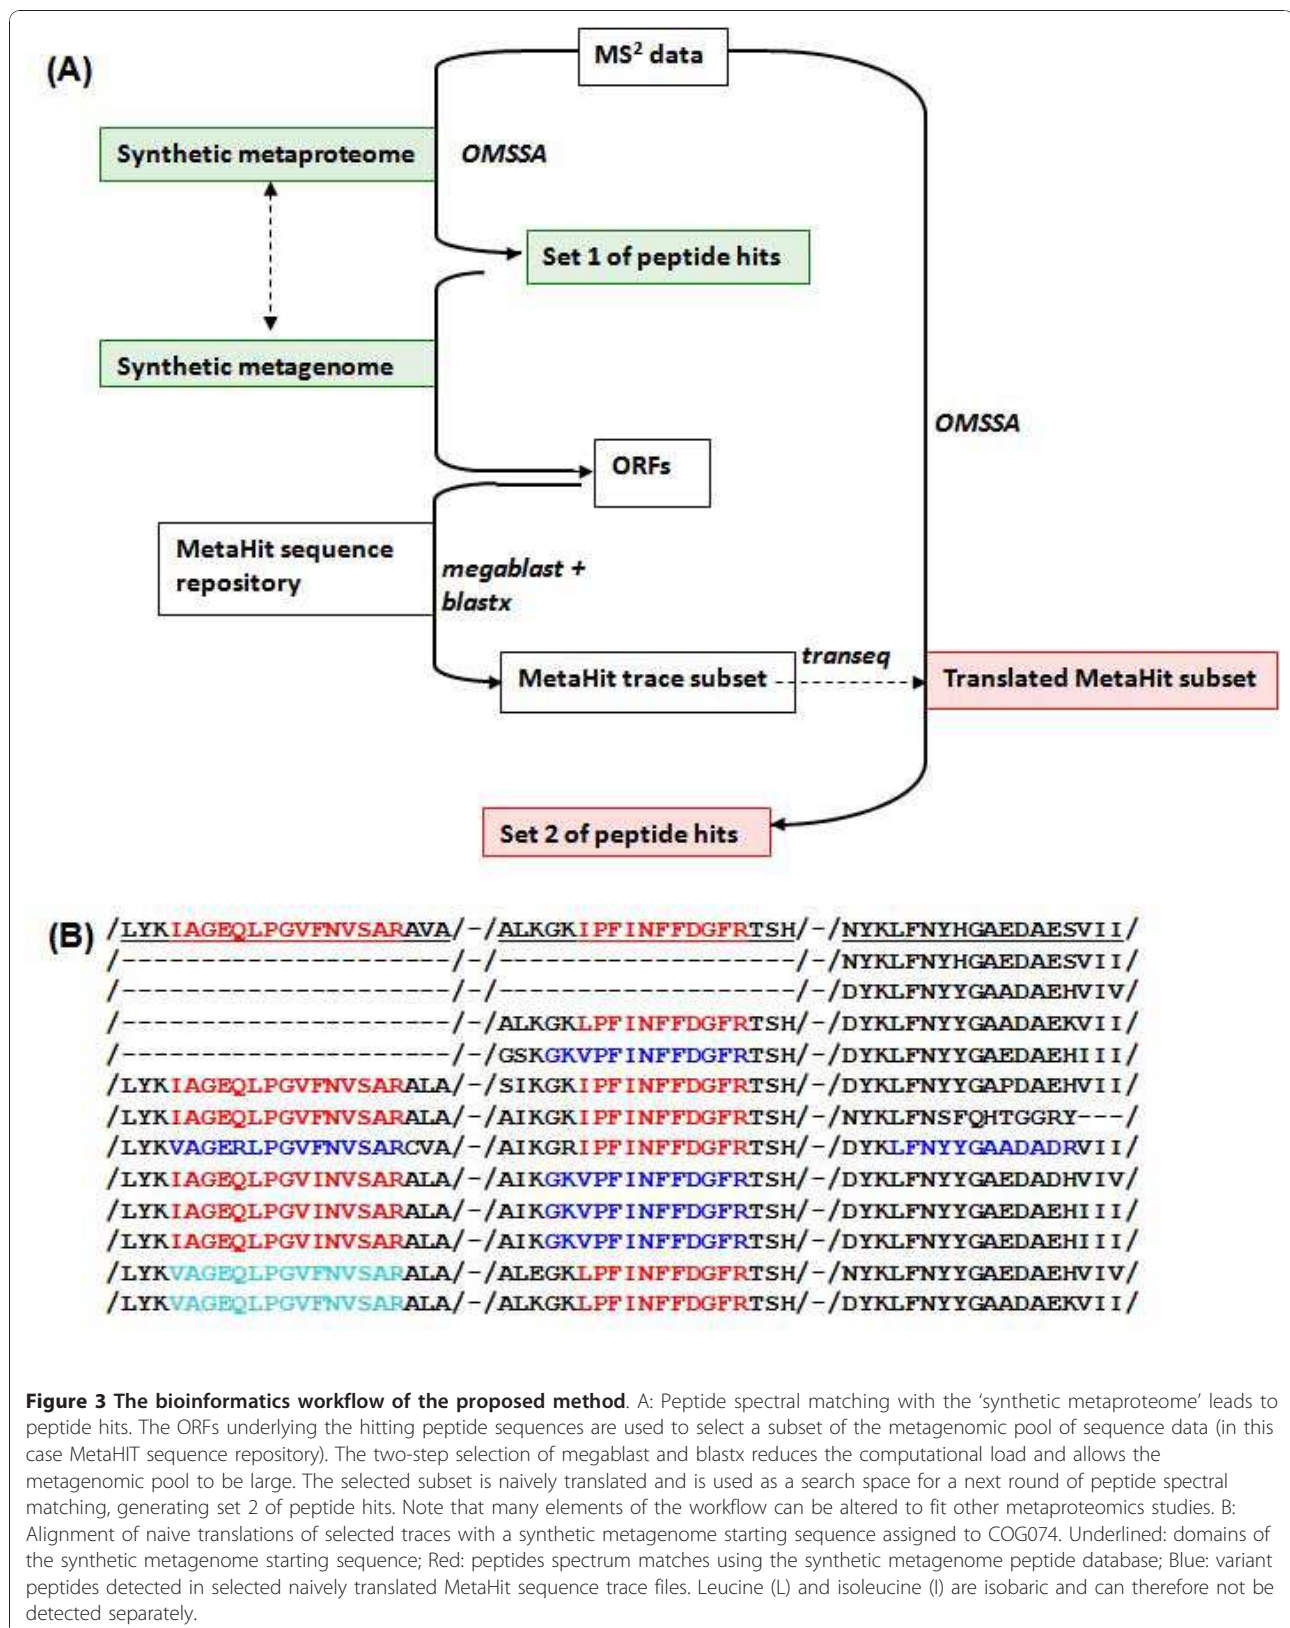 (A)
MS² data
Synthetic metaproteome
OMSSA
Set 1 of peptide hits
Synthetic metagenome
OMSSA
ORFs
MetaHit sequence
repository
megablast +
blastx
MetaHit trace subset
transeq
Translated MetaHit subset
Set 2 of peptide hits
(B)
/LYKIAGEQLPGVFNVSARAVA/-/ALKGKIPFINFFDGFRTSH/-/NYKLFNYHGAEDAESVII/
/---------------------/-/-------------------/-/NYKLFNYHGAEDAESVII/
/---------------------/-/-------------------/-/DYKLFNYYGAADAEHVIV/
/---------------------/-/ALKGKLPFINFFDGFRTSH/-/DYKLFNYYGAADAEKVII/
/---------------------/-/GSKGKVPFINFFDGFRTSH/-/DYKLFNYYGAEDAEHIII/
/LYKIAGEQLPGVFNVSARALA/-/SIKGKIPFINFFDGFRTSH/-/DYKLFNYYGAPDAEHVII/
/LYKIAGEQLPGVFNVSARALA/-/AIKGKIPFINFFDGFRTSH/-/NYKLFNSFQHTGGRY---/
/LYKVAGERLPGVFNVSARCVA/-/AIKGRIPFINFFDGFRTSH/-/DYKLFNYYGAADADRVII/
/LYKIAGEQLPGVINVSARALA/-/AIKGKVPFINFFDGFRTSH/-/DYKLFNYYGAEDADHVIV/
/LYKIAGEQLPGVINVSARALA/-/AIKGKVPFINFFDGFRTSH/-/DYKLFNYYGAEDAEHIII/
/LYKIAGEQLPGVINVSARALA/-/AIKGKVPFINFFDGFRTSH/-/DYKLFNYYGAEDAEHIII/
/LYKVAGEQLPGVFNVSARALA/-/ALEGKLPFINFFDGFRTSH/-/NYKLFNYYGAEDAEHVIV/
/LYKVAGEQLPGVFNVSARALA/-/ALKGKLPFINFFDGFRTSH/-/DYKLFNYYGAADAEKVII/
Figure 3 The bioinformatics workflow of the proposed method. A: Peptide spectral matching with the ‘synthetic metaproteome’ leads to
peptide hits. The ORFs underlying the hitting peptide sequences are used to select a subset of the metagenomic pool of sequence data (in this
case MetaHIT sequence repository). The two-step selection of megablast and blastx reduces the computational load and allows the
metagenomic pool to be large. The selected subset is naively translated and is used as a search space for a next round of peptide spectral
matching, generating set 2 of peptide hits. Note that many elements of the workflow can be altered to fit other metaproteomics studies. B:
Alignment of naive translations of selected traces with a synthetic metagenome starting sequence assigned to COG074. Underlined: domains of
the synthetic metagenome starting sequence; Red: peptides spectrum matches using the synthetic metagenome peptide database; Blue: variant
peptides detected in selected naively translated MetaHit sequence trace files. Leucine (L) and isoleucine (I) are isobaric and can therefore not be
detected separately.